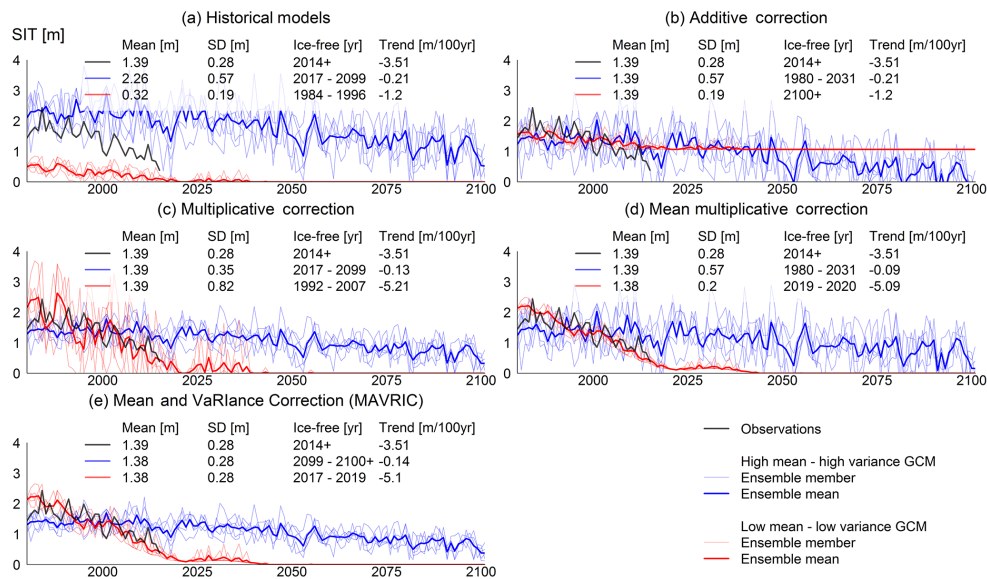 (a) Historical models
SIT [m]
Mean [m] SD [m] Ice-free [yr] Trend [m/100yr]
1.39 0.28 2014+ -3.51
2.26 0.57 2017 - 2099 -0.21
0.32 0.19 1984 - 1996 -1.2
4
3
2
1
0
2000 2025 2050 2075 2100
(b) Additive correction
Mean [m] SD [m] Ice-free [yr] Trend [m/100yr]
1.39 0.28 2014+ -3.51
1.39 0.57 1980 - 2031 -0.21
1.39 0.19 2100+ -1.2
4
3
2
1
0
2000 2025 2050 2075 2100
(c) Multiplicative correction
Mean [m] SD [m] Ice-free [yr] Trend [m/100yr]
1.39 0.28 2014+ -3.51
1.39 0.35 2017 - 2099 -0.13
1.39 0.82 1992 - 2007 -5.21
4
3
2
1
0
2000 2025 2050 2075 2100
(d) Mean multiplicative correction
Mean [m] SD [m] Ice-free [yr] Trend [m/100yr]
1.39 0.28 2014+ -3.51
1.39 0.57 1980 - 2031 -0.09
1.38 0.2 2019 - 2020 -5.09
4
3
2
1
0
2000 2025 2050 2075 2100
(e) Mean and VaRIance Correction (MAVRIC)
Mean [m] SD [m] Ice-free [yr] Trend [m/100yr]
1.39 0.28 2014+ -3.51
1.38 0.28 2099 - 2100+ -0.14
1.38 0.28 2017 - 2019 -5.1
4
3
2
1
0
2000 2025 2050 2075 2100
Observations
High mean - high variance GCM
Ensemble member
Ensemble mean
Low mean - low variance GCM
Ensemble member
Ensemble mean